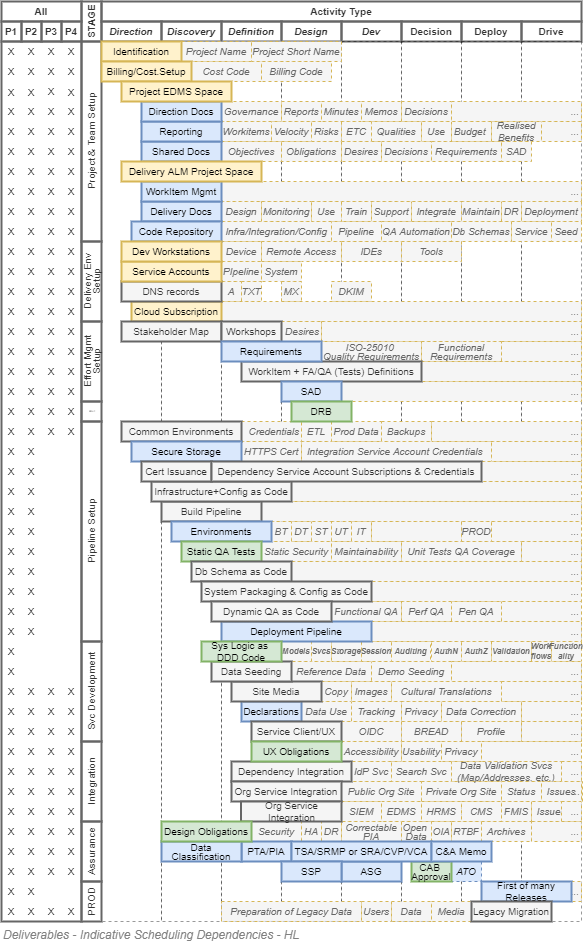 All STAGE Activity Type
P1 P2 P3 P4 Direction Discovery Definition Design Dev Decision Deploy Drive
Project & Team Setup
X X X X Identification Project Name Project Short Name
X X X X Billing/Cost.Setup Cost Code Billing Code
X X X X Project EDMS Space
X X X X Direction Docs Governance Reports Minutes Memos Decisions ...
X X X X Reporting Workitems Velocity Risks ETC Qualities Use Budget Realised Benefits ...
X X X X Shared Docs Objectives Obligations Desires Decisions Requirements SAD ...
X X X X Delivery ALM Project Space
X X X X WorkItem Mgmt ...
X X X X Delivery Docs Design Monitoring Use Train Support Integrate Maintain DR Deployment
X X X X Code Repository Infra/Integration/Config Pipeline QA Automation Db Schemas Service Seed
Delivery Env Setup
X X X X Dev Workstations Device Remote Access IDEs Tools
X X X X Service Accounts PIpeline System
X X X X DNS records A TXT MX DKIM
X X X X Cloud Subscription
Effort Mgmt Setup
X X X X Stakeholder Map Workshops Desires ...
X X X X Requirements ISO-25010 Quality Requirements Functional Requirements ...
X X X X WorkItem + FA/QA (Tests) Definitions ...
X X X X SAD ...
X X X X DRB ...
Pipeline Setup
X X X X Common Environments Credentials ETL Prod Data Backups ...
X X Secure Storage HTTPS Cert Integration Service Account Credentials ...
X X Cert Issuance Dependency Service Account Subscriptions & Credentials ...
X X Infrastructure+Config as Code ...
X X Build Pipeline ...
X X Environments BT DT ST UT IT PROD ...
X X Static QA Tests Static Security Maintainability Unit Tests QA Coverage ...
X X Db Schema as Code ...
X X System Packaging & Config as Code ...
X X Dynamic QA as Code Functional QA Perf QA Pen QA ...
X X Deployment Pipeline ...
Svc Development
X Sys Logic as DDD Code Models Svcs Storage Session Auditing AuthN AuthZ Validation Work flows Function ality
X Data Seeding Reference Data Demo Seeding ...
X X X X Site Media Copy Images Cultural Translations ...
X X X X Declarations Data Use Tracking Privacy Data Correction ...
X X X X Service Client/UX OIDC BREAD Profile ...
Integration
X X X X UX Obligations Accessibility Usability Privacy ...
X X X X Dependency Integration IdP Svc Search Svc Data Validation Svcs (Map/Addresses, etc.) ...
X X X X Org Service Integration Public Org Site Private Org Site Status Issues..
X X X X Org Service Integration SIEM EDMS HRMS CMS FMIS Issue ...
Assurance
X X X X Design Obligations Security HA DR Correctable PIA Open Data OIA RTBF Archives ...
X X X X Data Classification PTA/PIA TSA/SRMP or SRA/CVP/VCA C&A Memo ...
X X X X SSP ASG CAB Approval ATO ...
PROD
X X First of many Releases ...
X X Preparation of Legacy Data Users Data Media Legacy Migration ...
Deliverables - Indicative Scheduling Dependencies - HL